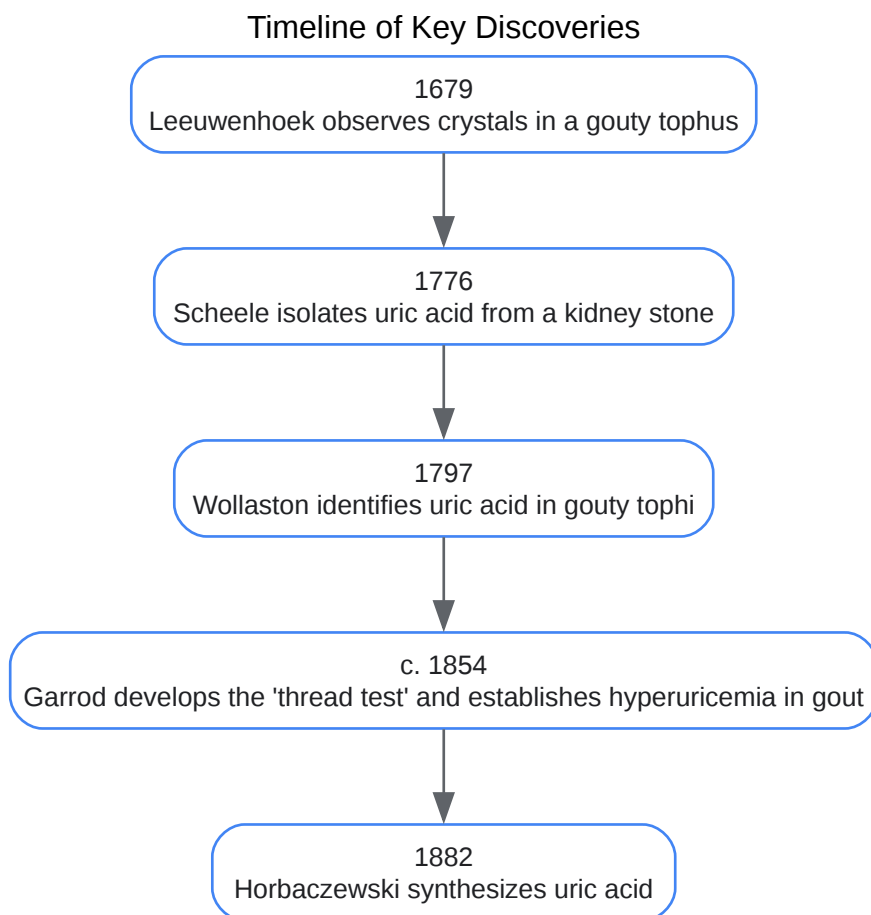 Timeline of Key Discoveries
1679
Leeuwenhoek observes crystals in a gouty tophus
1776
Scheele isolates uric acid from a kidney stone
1797
Wollaston identifies uric acid in gouty tophi
c. 1854
Garrod develops the 'thread test' and establishes hyperuricemia in gout
1882
Horbaczewski synthesizes uric acid